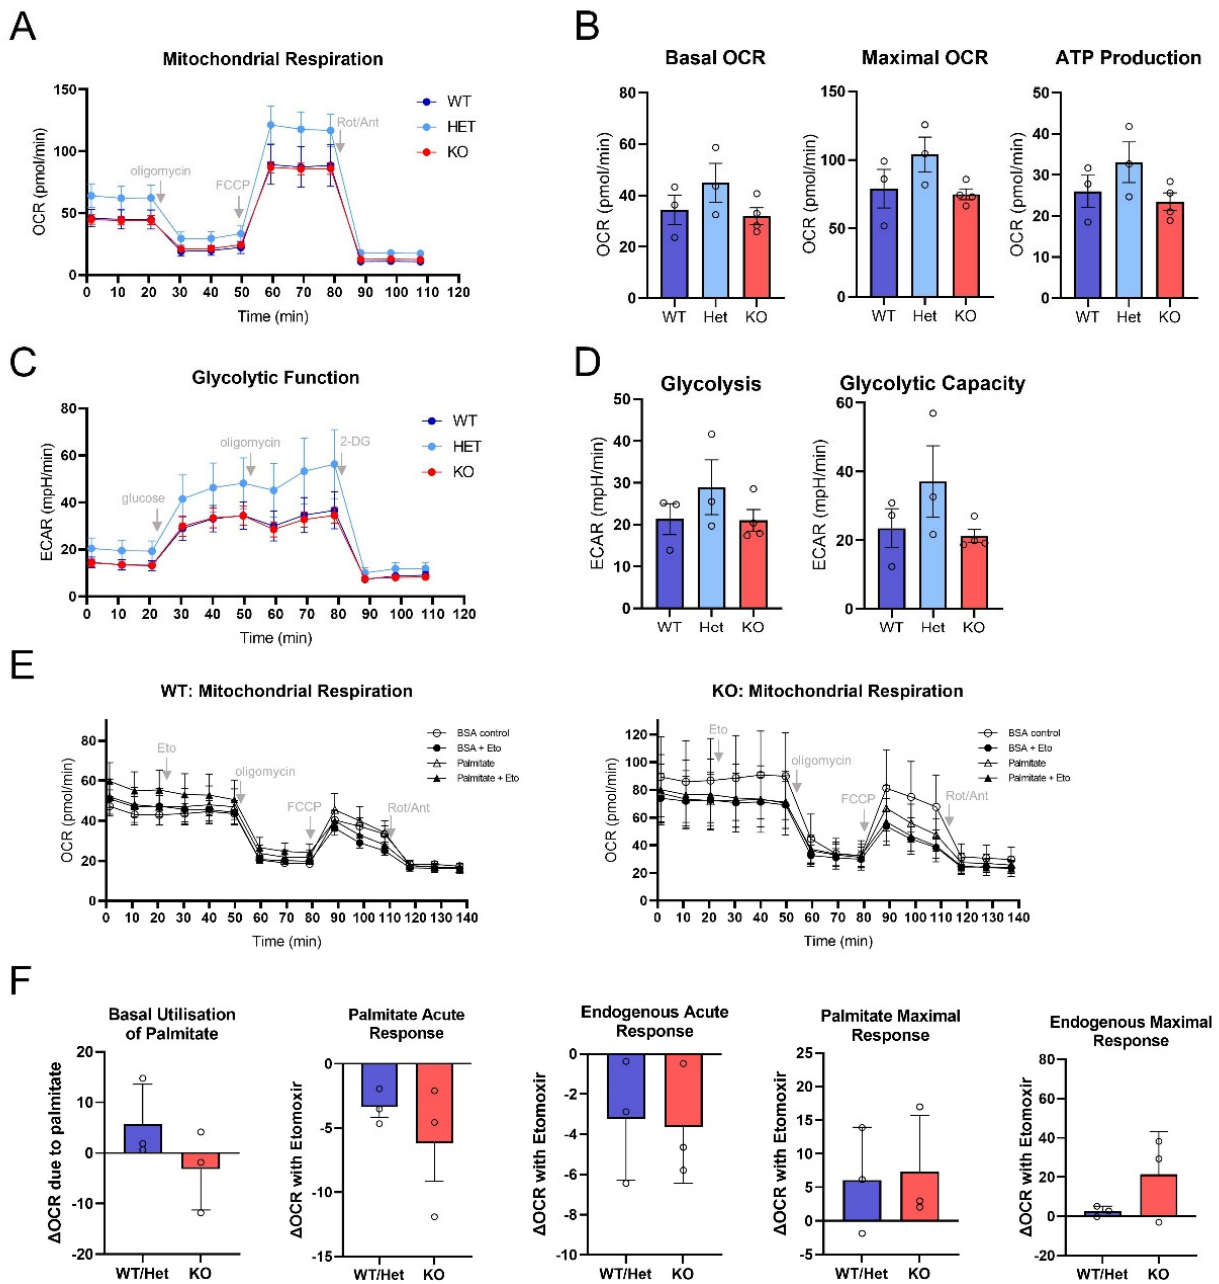 A
Mitochondrial Respiration
OCR (pmol/min)
150
100
50
0
0 10 20 30 40 50 60 70 80 90 100 110 120
Time (min)
oligomycin
FCCP
Rot/Ant
WT
HET
KO
B
Basal OCR
OCR (pmol/min)
80
60
40
20
0
WT Het KO
Maximal OCR
OCR (pmol/min)
150
100
50
0
WT Het KO
ATP Production
OCR (pmol/min)
50
40
30
20
10
0
WT Het KO
C
Glycolytic Function
ECAR (mpH/min)
80
60
40
20
0
0 10 20 30 40 50 60 70 80 90 100 110 120
Time (min)
glucose
oligomycin
2-DG
WT
HET
KO
D
Glycolysis
ECAR (mpH/min)
50
40
30
20
10
0
WT Het KO
Glycolytic Capacity
ECAR (mpH/min)
60
40
20
0
WT Het KO
E
WT: Mitochondrial Respiration
OCR (pmol/min)
80
60
40
20
0
0 10 20 30 40 50 60 70 80 90 100 110 120 130 140
Time (min)
Eto
oligomycin
FCCP
Rot/Ant
BSA control
BSA + Eto
Palmitate
Palmitate + Eto
KO: Mitochondrial Respiration
OCR (pmol/min)
120
100
80
60
40
20
0
0 10 20 30 40 50 60 70 80 90 100 110 120 130 140
Time (min)
Eto
oligomycin
FCCP
Rot/Ant
BSA control
BSA + Eto
Palmitate
Palmitate + Eto
F
Basal Utilisation
of Palmitate
ΔOCR due to palmitate
20
10
0
-10
-20
WT/Het KO
Palmitate Acute
Response
ΔOCR with Etomoxir
0
-5
-10
-15
WT/Het KO
Endogenous Acute
Response
ΔOCR with Etomoxir
0
-2
-4
-6
-8
-10
WT/Het KO
Palmitate Maximal
Response
ΔOCR with Etomoxir
25
20
15
10
5
0
-5
WT/Het KO
Endogenous Maximal
Response
ΔOCR with Etomoxir
80
60
40
20
0
-20
WT/Het KO